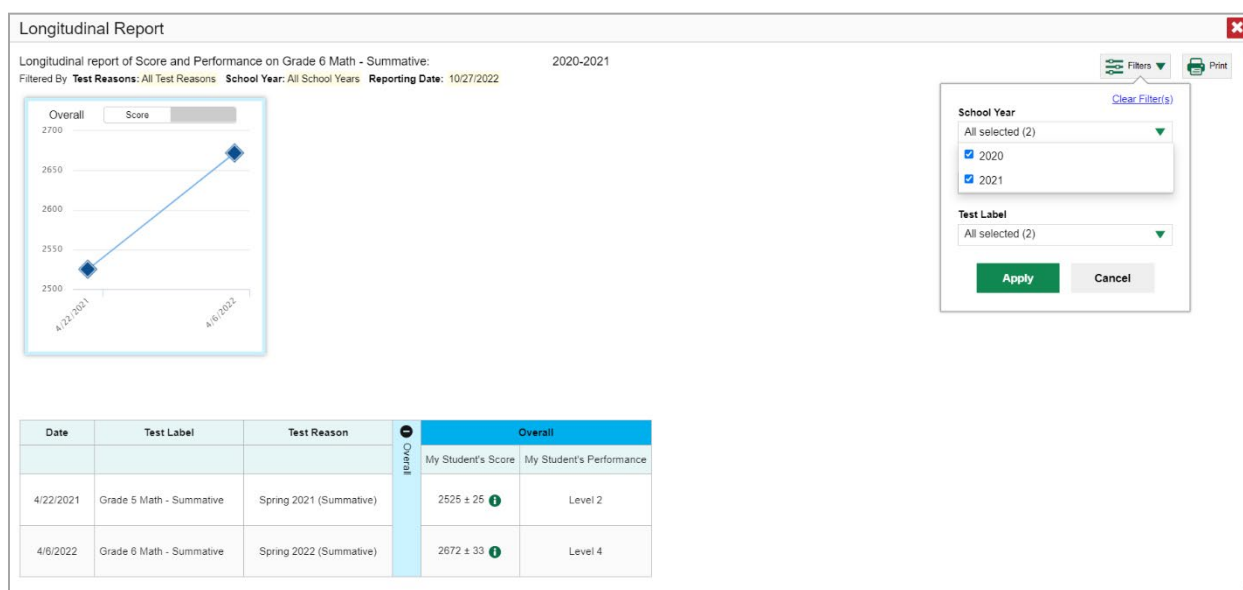 Longitudinal Report
Longitudinal report of Score and Performance on Grade 6 Math - Summative: 2020-2021
Filtered By Test Reasons: All Test Reasons School Year: All School Years Reporting Date: 10/27/2022
Filters
Print
Clear Filter(s)
School Year
All selected (2)
2020
2021
Test Label
All selected (2)
Apply Cancel
Overall Score
2700
2650
2600
2550
2500
4/22/2021 4/6/2022
Date Test Label Test Reason Overall Overall
My Student's Score My Student's Performance
4/22/2021 Grade 5 Math - Summative Spring 2021 (Summative) 2525 ± 25 Level 2
4/6/2022 Grade 6 Math - Summative Spring 2022 (Summative) 2672 ± 33 Level 4